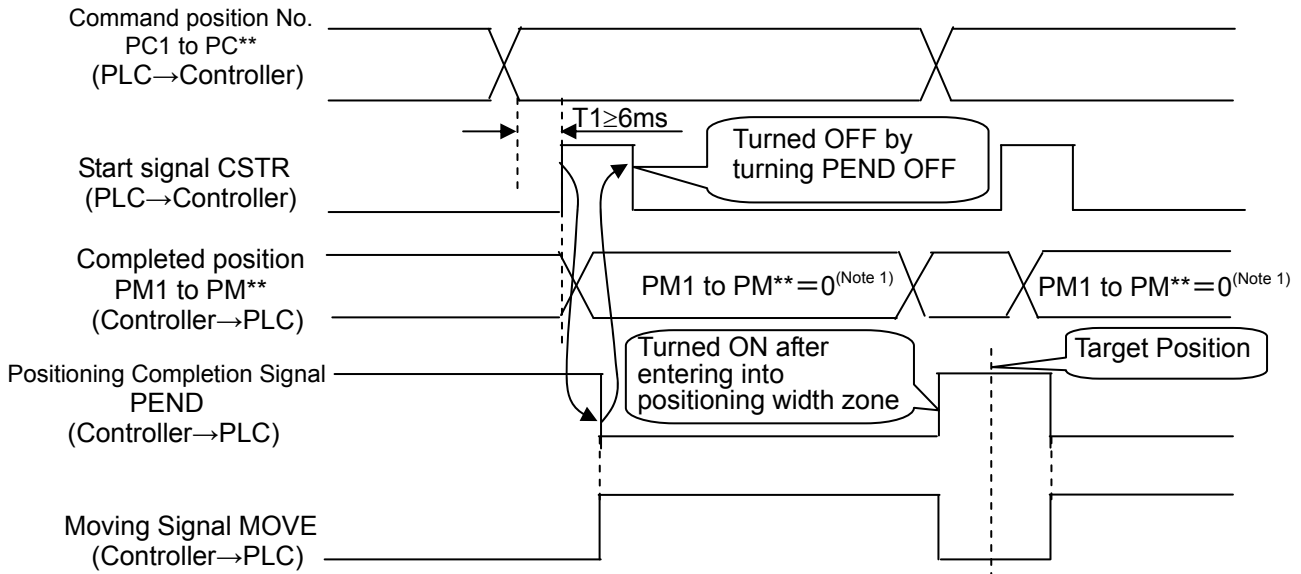 Command position No.
PC1 to PC**
(PLC→Controller)
T1≥6ms
Turned OFF by
turning PEND OFF
Start signal CSTR
(PLC→Controller)
Completed position
PM1 to PM**
(Controller→PLC)
PM1 to PM**＝0(Note 1)
PM1 to PM**＝0(Note 1)
Turned ON after
entering into
positioning width zone
Target Position
Positioning Completion Signal
PEND
(Controller→PLC)
Moving Signal MOVE
(Controller→PLC)